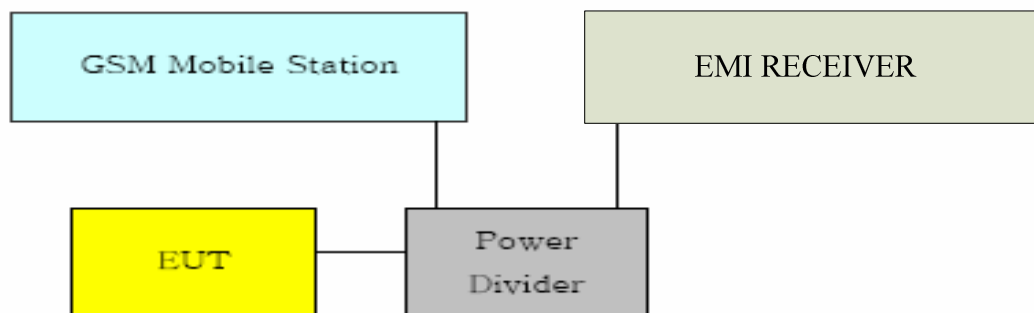 GSM Mobile Station
EMI RECEIVER
EUT
Power
Divider